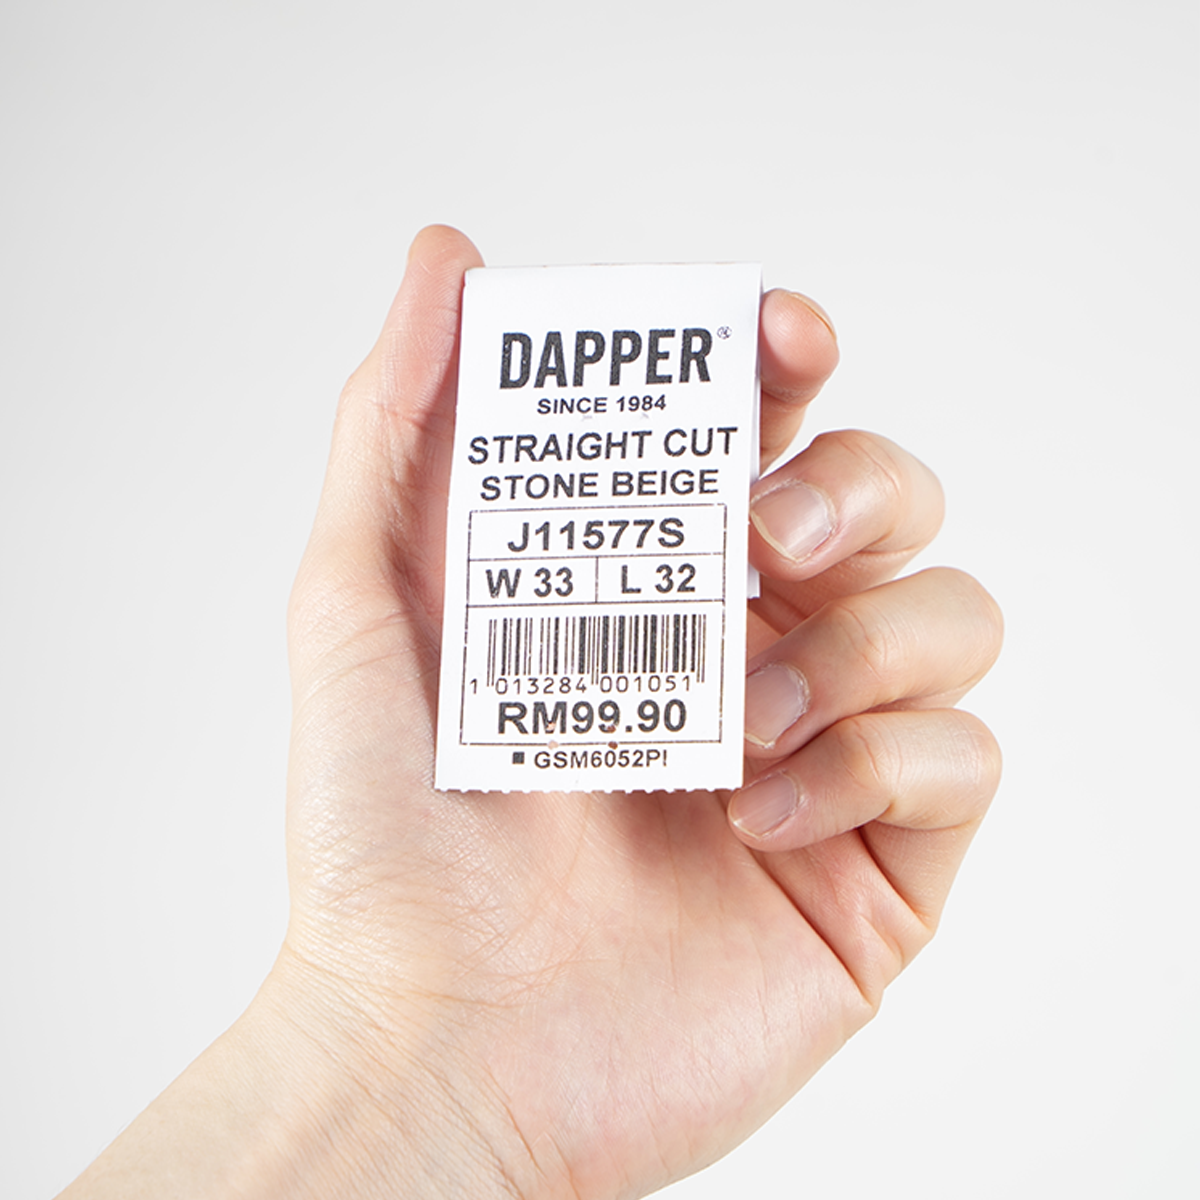 DAPPER®
SINCE 1984
STRAIGHT CUT
STONE BEIGE
J11577S
W 33 L 32
1 013284 001051
RM99.90
■ GSM6052PI